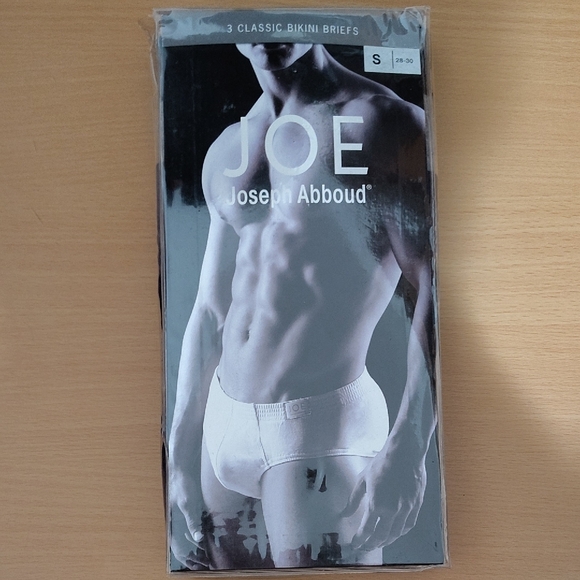 3 CLASSIC BIKINI BRIEFS
S 28-30
JOE
Joseph Abboud®